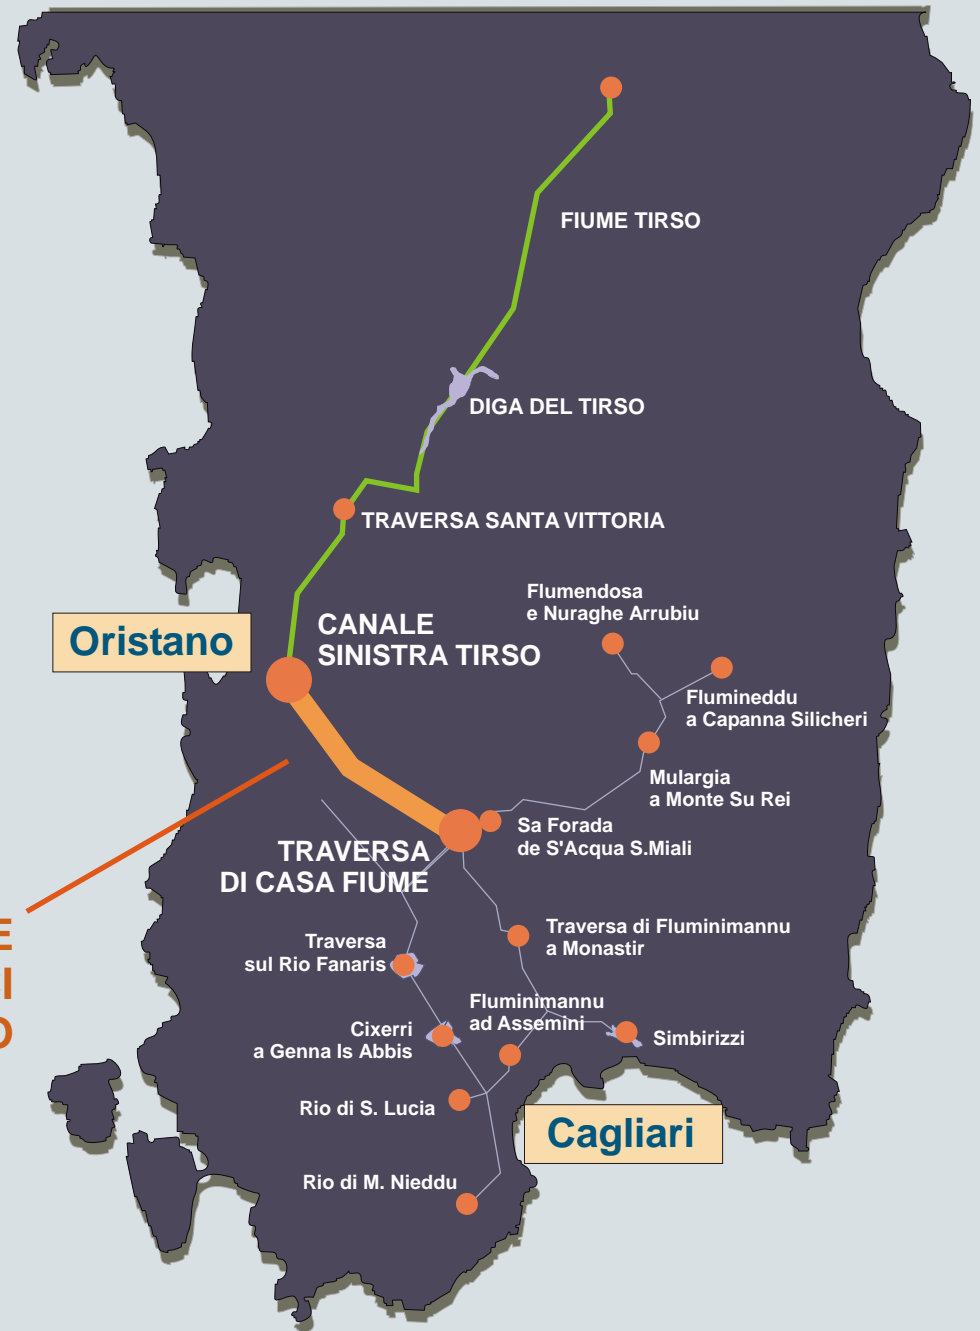 FIUME TIRSO
DIGA DEL TIRSO
TRAVERSA SANTA VITTORIA
Flumendosa
e Nuraghe Arrubiu
Oristano
CANALE
SINISTRA TIRSO
Flumineddu
a Capanna Silicheri
Mulargia
a Monte Su Rei
Sa Forada
de S'Acqua S.Miali
TRAVERSA
DI CASA FIUME
E
I
O
Traversa di Fluminimannu
a Monastir
Traversa
sul Rio Fanaris
Fluminimannu
ad Assemini
Cixerri
a Genna Is Abbis
Simbirizzi
Rio di S. Lucia
Cagliari
Rio di M. Nieddu